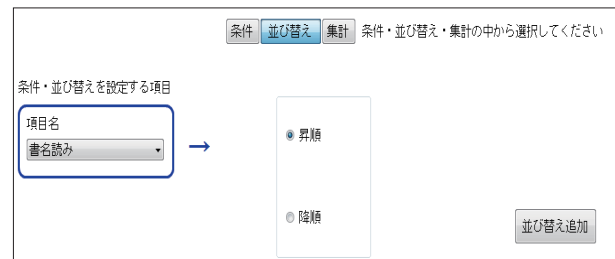 条件 並び替え 集計 条件・並び替え・集計の中から選択してください
条件・並び替えを設定する項目
項目名
書名読み
→
昇順
降順
並び替え追加